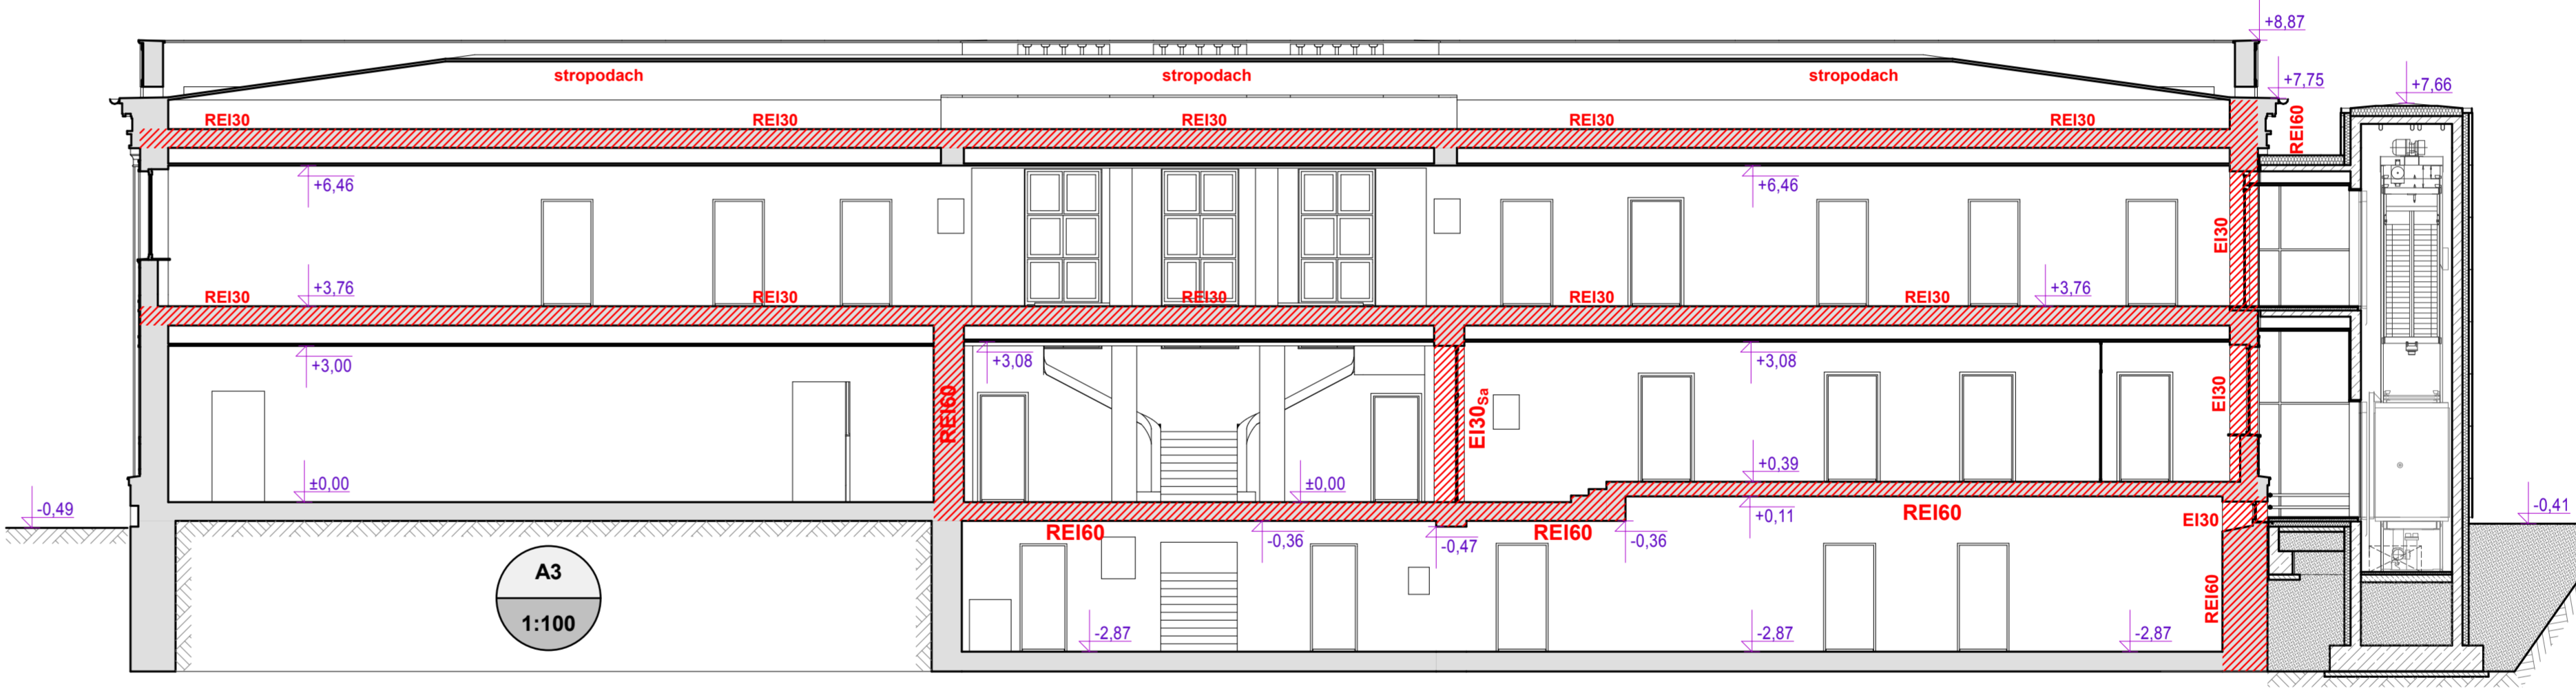 +8,87
stropodach
stropodach
stropodach
+7,75
+7,66
REI30
REI30
REI30
REI30
REI30
REI60
+6,46
+6,46
EI30
REI30
+3,76
REI30
REI30
REI30
REI30
+3,76
+3,00
+3,08
+3,08
REI60
EI30Sa
EI30
+0,39
±0,00
±0,00
-0,49
+0,11
REI60
EI30
-0,41
REI60
-0,36
-0,47
REI60
-0,36
A3
1:100
REI60
-2,87
-2,87
-2,87